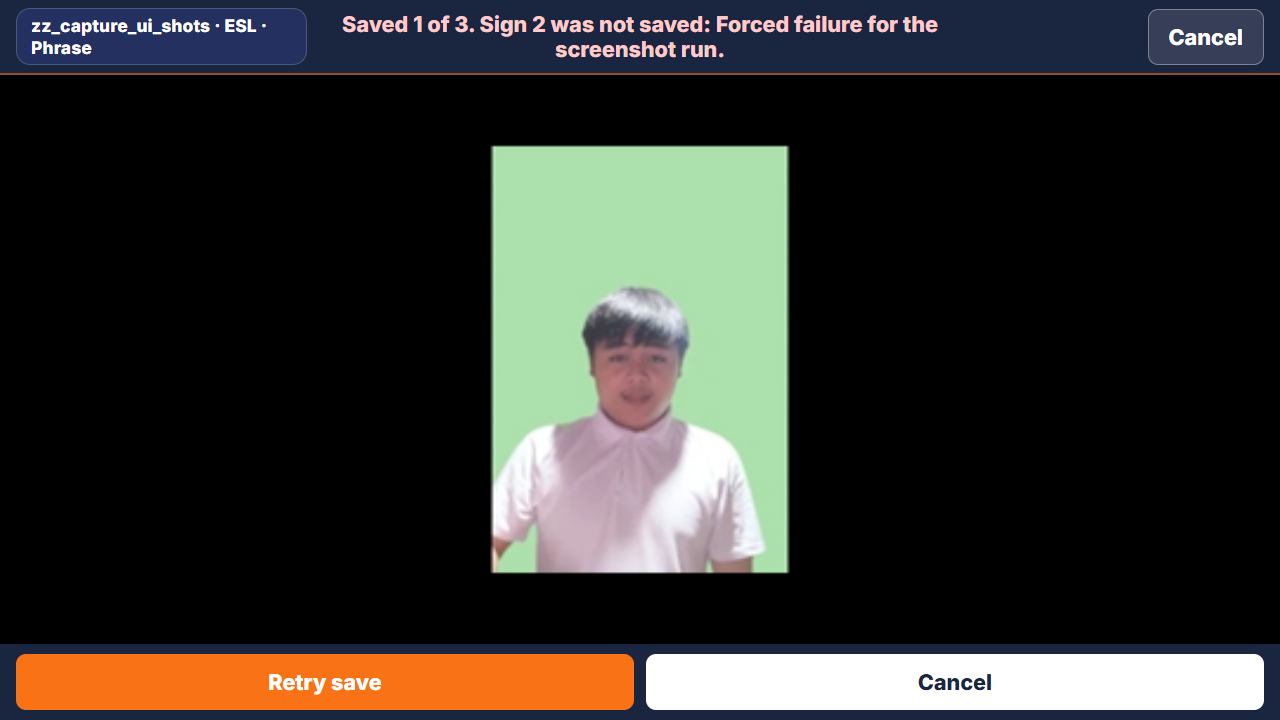 zz_capture_ui_shots · ESL ·
Phrase
Saved 1 of 3. Sign 2 was not saved: Forced failure for the
screenshot run.
Cancel
Retry save
Cancel